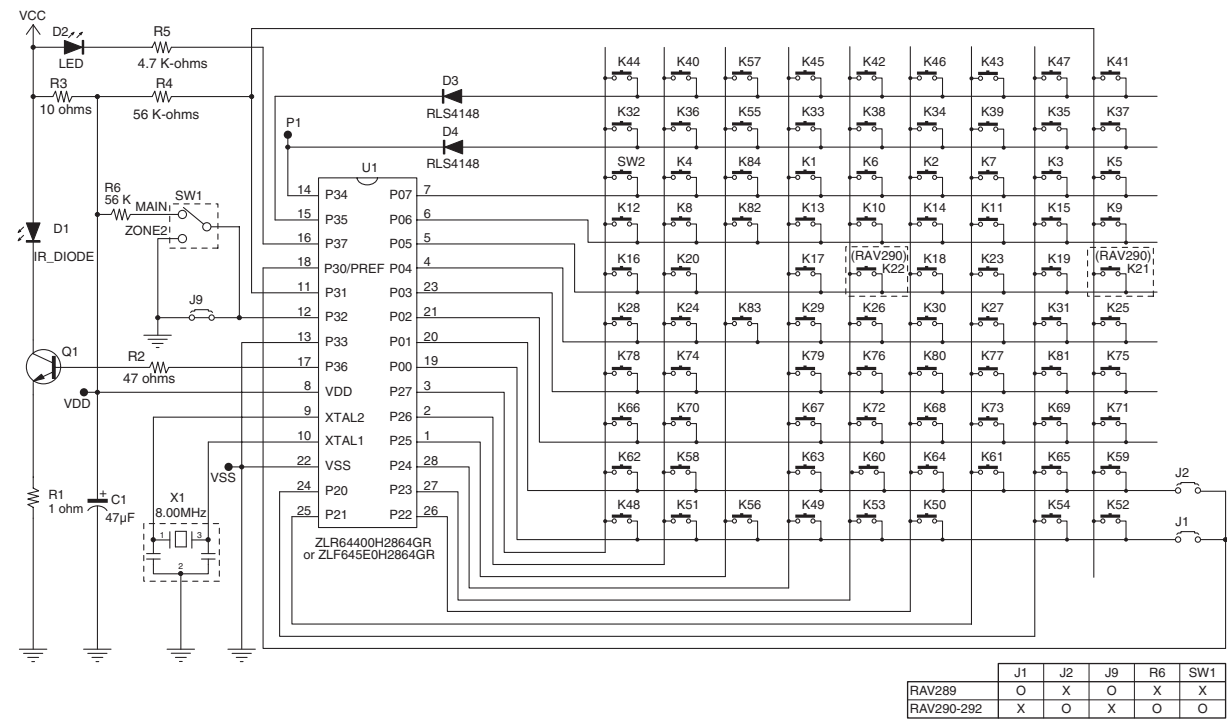 VCC
D2
LED
R5
4.7 K-ohms
R3
10 ohms
R4
56 K-ohms
D3
RLS4148
P1
D4
RLS4148
R6
56 K
MAIN
SW1
ZONE2
D1
IR_DIODE
J9
Q1
R2
47 ohms
VDD
VSS
R1
1 ohm
+
C1
47µF
X1
8.00MHz
1 3
2
U1
14 P34 P07 7
15 P35 P06 6
16 P37 P05 5
18 P30/PREF P04 4
11 P31 P03 23
12 P32 P02 21
13 P33 P01 20
17 P36 P00 19
8 VDD P27 3
9 XTAL2 P26 2
10 XTAL1 P25 1
22 VSS P24 28
24 P20 P23 27
25 P21 P22 26
ZLR64400H2864GR
or ZLF645E0H2864GR
K44 K40 K57 K45 K42 K46 K43 K47 K41
K32 K36 K55 K33 K38 K34 K39 K35 K37
SW2 K4 K84 K1 K6 K2 K7 K3 K5
K12 K8 K82 K13 K10 K14 K11 K15 K9
(RAV290) (RAV290)
K16 K20 K17 K22 K18 K23 K19 K21
K28 K24 K83 K29 K26 K30 K27 K31 K25
K78 K74 K79 K76 K80 K77 K81 K75
K66 K70 K67 K72 K68 K73 K69 K71
K62 K58 K63 K60 K64 K61 K65 K59
J2
K48 K51 K56 K49 K53 K50 K54 K52
J1
J1 J2 J9 R6 SW1
RAV289 O X O X X
RAV290-292 X O X O O